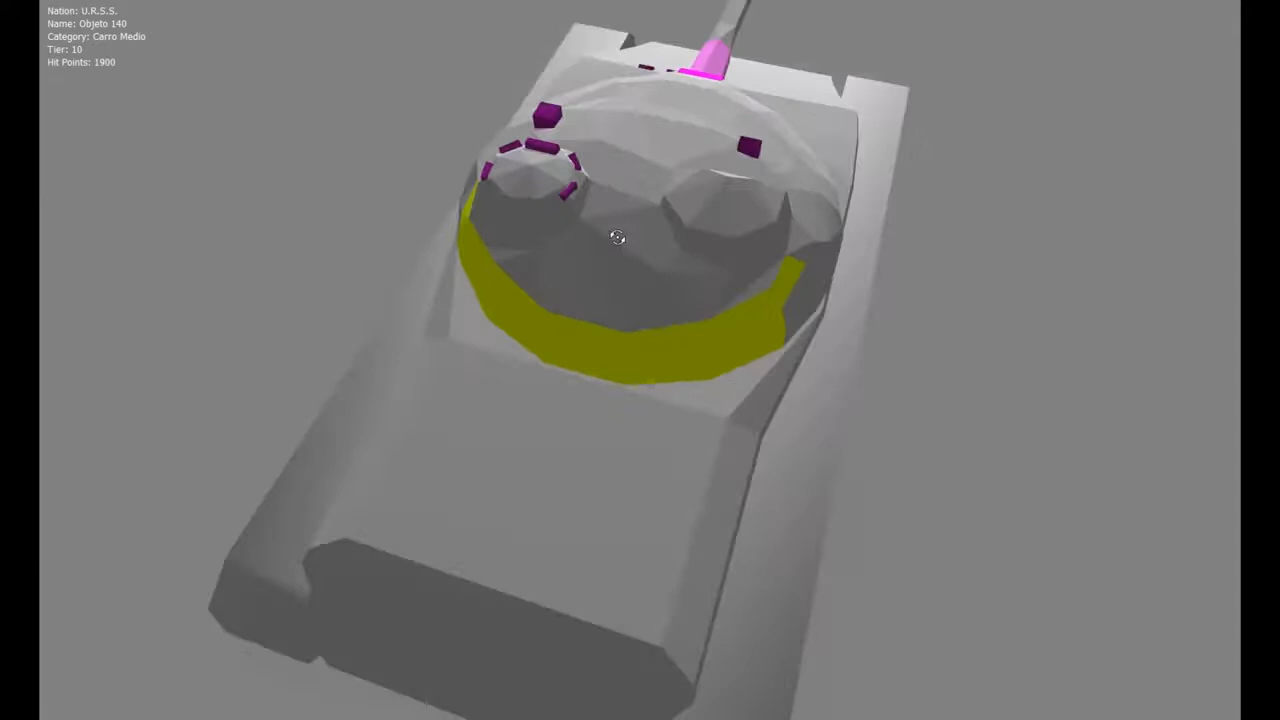 Nation: U.R.S.S.
Name: Objeto 140
Category: Carro Medio
Tier: 10
Hit Points: 1900